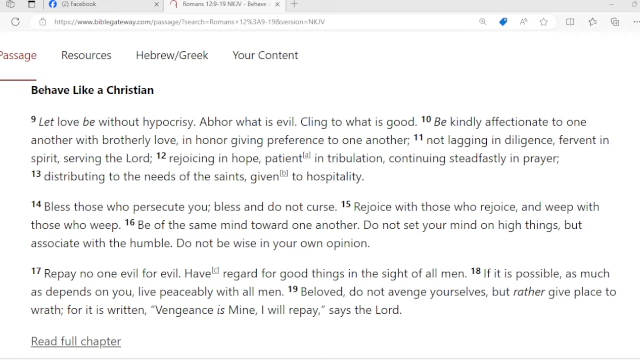 Facebook
Romans 12:9-19 NKJV - Behave
https://www.biblegateway.com/passage/?search=Romans+12%3A9-19&version=NKJV
Passage Resources Hebrew/Greek Your Content
Behave Like a Christian
9 Let love be without hypocrisy. Abhor what is evil. Cling to what is good. 10 Be kindly affectionate to one
another with brotherly love, in honor giving preference to one another; 11 not lagging in diligence, fervent in
spirit, serving the Lord; 12 rejoicing in hope, patient[a] in tribulation, continuing steadfastly in prayer;
13 distributing to the needs of the saints, given[b] to hospitality.
14 Bless those who persecute you; bless and do not curse. 15 Rejoice with those who rejoice, and weep with
those who weep. 16 Be of the same mind toward one another. Do not set your mind on high things, but
associate with the humble. Do not be wise in your own opinion.
17 Repay no one evil for evil. Have[c] regard for good things in the sight of all men. 18 If it is possible, as much
as depends on you, live peaceably with all men. 19 Beloved, do not avenge yourselves, but rather give place to
wrath; for it is written, “Vengeance is Mine, I will repay,” says the Lord.
Read full chapter